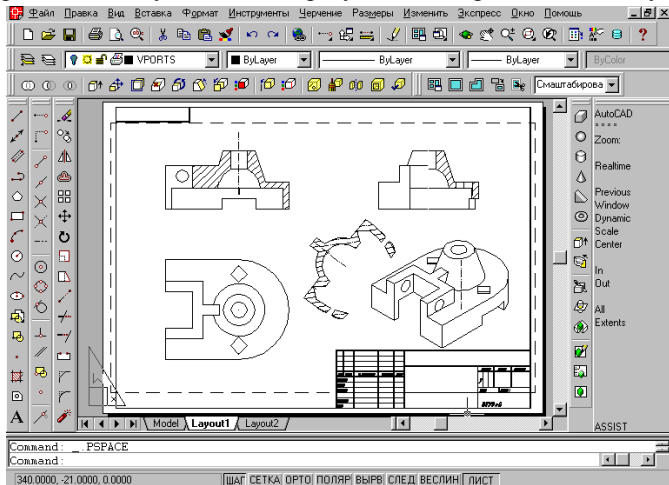 Файл Правка Вид Вставка Формат Инструменты Черчение Размеры Изменить Экспресс Окно Помощь
VPORTS ByLayer ByLayer ByLayer ByColor
Смаштабирова
AutoCAD
* * * *
Zoom:
Realtime
Previous
Window
Dynamic
Scale
Center
In
Out
All
Extents
ASSIST
Model Layout1 Layout2
Command: _.PSPACE
Command:
340.0000, -21.0000, 0.0000 ШАГ СЕТКА ОРТО ПОЛЯР ВЫРВ СЛЕД ВЕСЛИН ЛИСТ